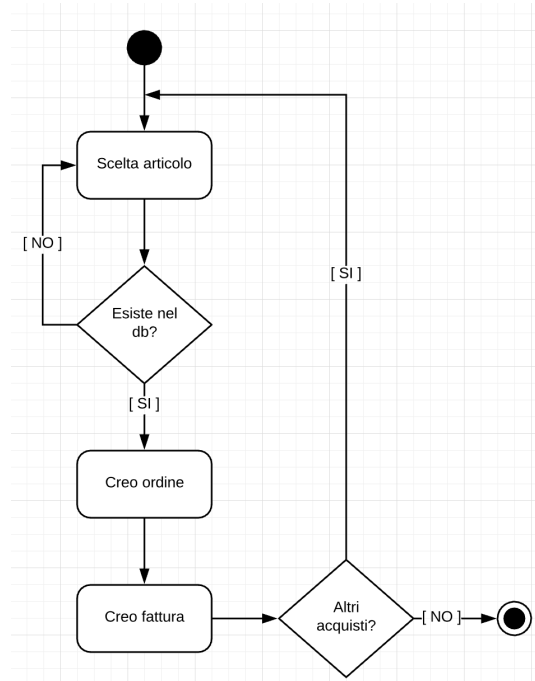 Scelta articolo
[ NO ]
[ SI ]
Esiste nel
db?
[ SI ]
Creo ordine
Creo fattura
Altri
acquisti?
[ NO ]